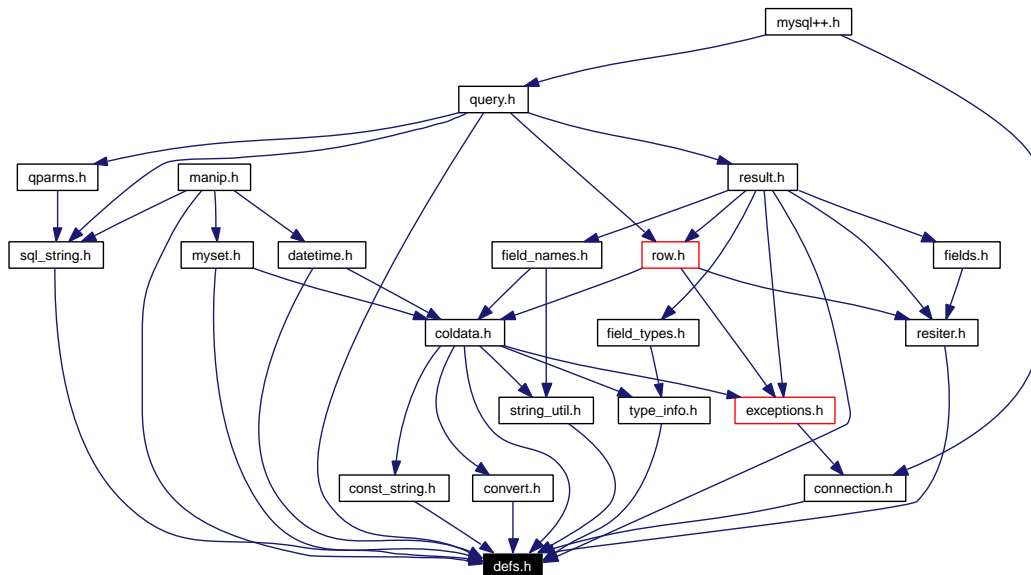 mysql++.h
query.h
qparms.h
manip.h
result.h
sql_string.h
myset.h
datetime.h
field_names.h
row.h
fields.h
coldata.h
field_types.h
resiter.h
string_util.h
type_info.h
exceptions.h
const_string.h
convert.h
connection.h
defs.h